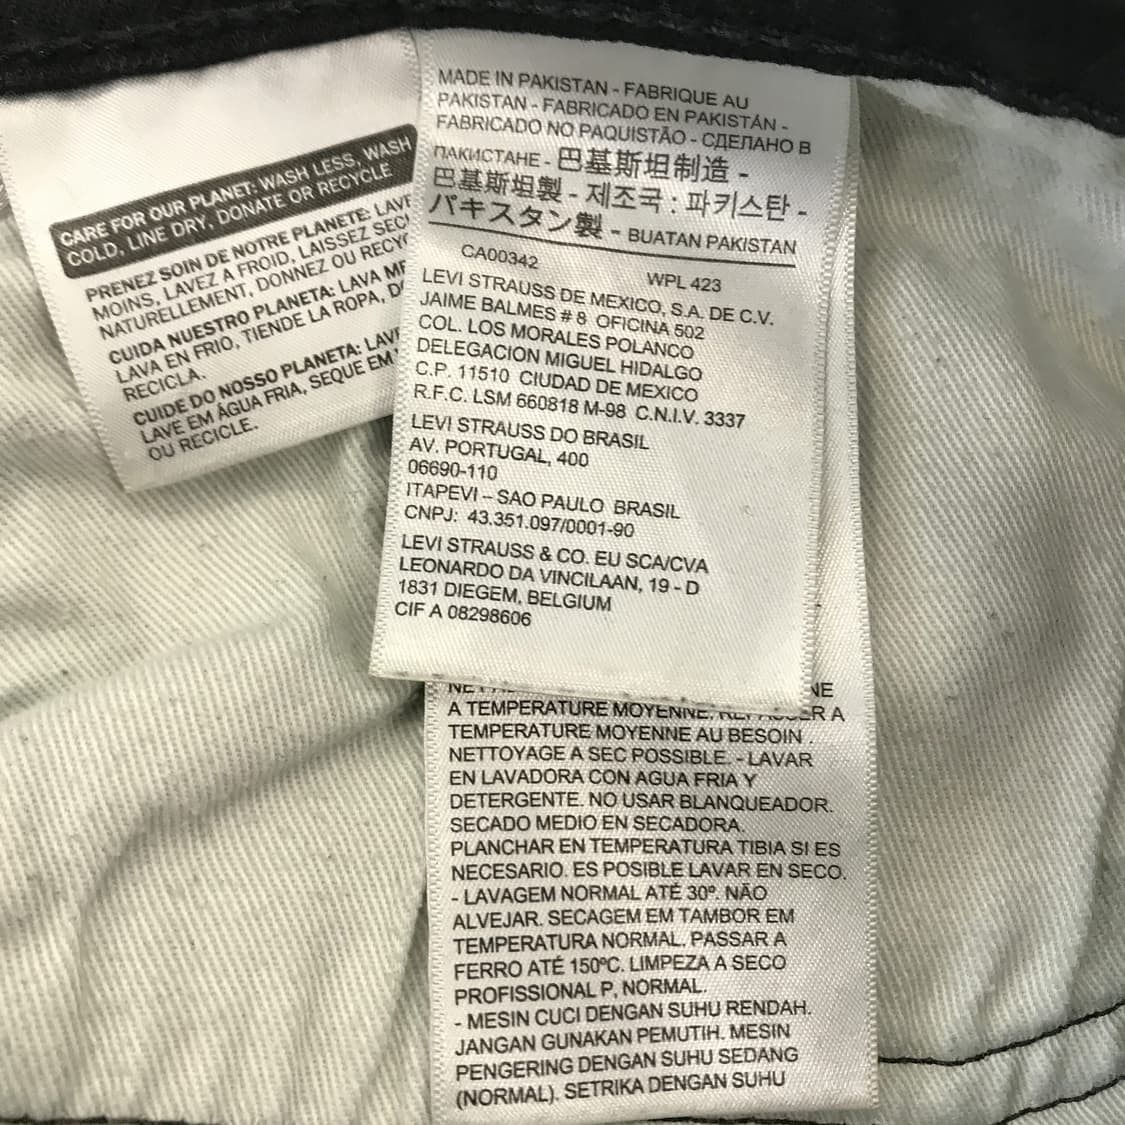 CARE FOR OUR PLANET: WASH LESS, WASH
COLD, LINE DRY, DONATE OR RECYCLE
PRENEZ SOIN DE NOTRE PLANETE: LAVE
MOINS, LAVEZ A FROID, LAISSEZ SEC
NATURELLEMENT, DONNEZ OU RECY
CUIDA NUESTRO PLANETA: LAVA ME
LAVA EN FRIO, TIENDE LA ROPA, D
RECICLA.
CUIDE DO NOSSO PLANETA: LAV
LAVE EM ÁGUA FRIA, SEQUE EM
OU RECICLE.
MADE IN PAKISTAN - FABRIQUE AU
PAKISTAN - FABRICADO EN PAKISTÁN -
FABRICADO NO PAQUISTÃO - СДЕЛАНО В
ПАКИСТАНЕ - 巴基斯坦制造 -
巴基斯坦製 - 제조국 : 파키스탄 -
パキスタン製 - BUATAN PAKISTAN
CA00342 WPL 423
LEVI STRAUSS DE MEXICO, S.A. DE C.V.
JAIME BALMES # 8 OFICINA 502
COL. LOS MORALES POLANCO
DELEGACION MIGUEL HIDALGO
C.P. 11510 CIUDAD DE MEXICO
R.F.C. LSM 660818 M-98 C.N.I.V. 3337
LEVI STRAUSS DO BRASIL
AV. PORTUGAL, 400
06690-110
ITAPEVI – SAO PAULO BRASIL
CNPJ: 43.351.097/0001-90
LEVI STRAUSS & CO. EU SCA/CVA
LEONARDO DA VINCILAAN, 19 - D
1831 DIEGEM, BELGIUM
CIF A 08298606
A TEMPERATURE MOYENNE. REPASSER A
TEMPERATURE MOYENNE AU BESOIN.
NETTOYAGE A SEC POSSIBLE. - LAVAR
EN LAVADORA CON AGUA FRIA Y
DETERGENTE. NO USAR BLANQUEADOR.
SECADO MEDIO EN SECADORA.
PLANCHAR EN TEMPERATURA TIBIA SI ES
NECESARIO. ES POSIBLE LAVAR EN SECO.
- LAVAGEM NORMAL ATÉ 30º. NÃO
ALVEJAR. SECAGEM EM TAMBOR EM
TEMPERATURA NORMAL. PASSAR A
FERRO ATÉ 150ºC. LIMPEZA A SECO
PROFISSIONAL P, NORMAL.
- MESIN CUCI DENGAN SUHU RENDAH.
JANGAN GUNAKAN PEMUTIH. MESIN
PENGERING DENGAN SUHU SEDANG
(NORMAL). SETRIKA DENGAN SUHU